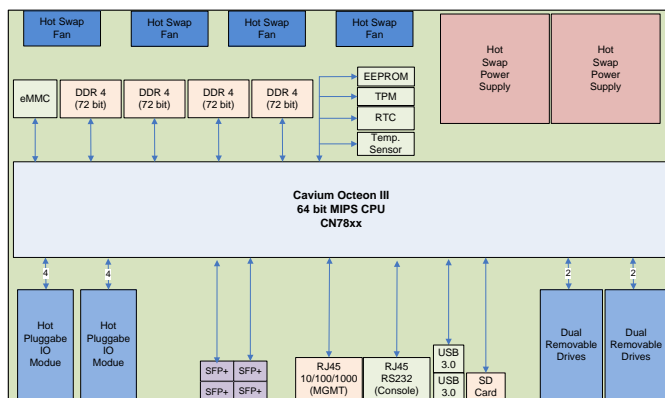 Hot Swap
Fan
Hot Swap
Fan
Hot Swap
Fan
Hot Swap
Fan
Hot
Swap
Power
Supply
Hot
Swap
Power
Supply
eMMC
DDR 4
(72 bit)
DDR 4
(72 bit)
DDR 4
(72 bit)
DDR 4
(72 bit)
EEPROM
TPM
RTC
Temp.
Sensor
Cavium Octeon III
64 bit MIPS CPU
CN78xx
4
4
2
2
Hot
Pluggabe
IO
Modue
Hot
Pluggabe
IO
Modue
SFP+
SFP+
SFP+
SFP+
RJ45
10/100/1000
(MGMT)
RJ45
RS232
(Console)
USB
3.0
USB
3.0
SD
Card
Dual
Removable
Drives
Dual
Removable
Drives